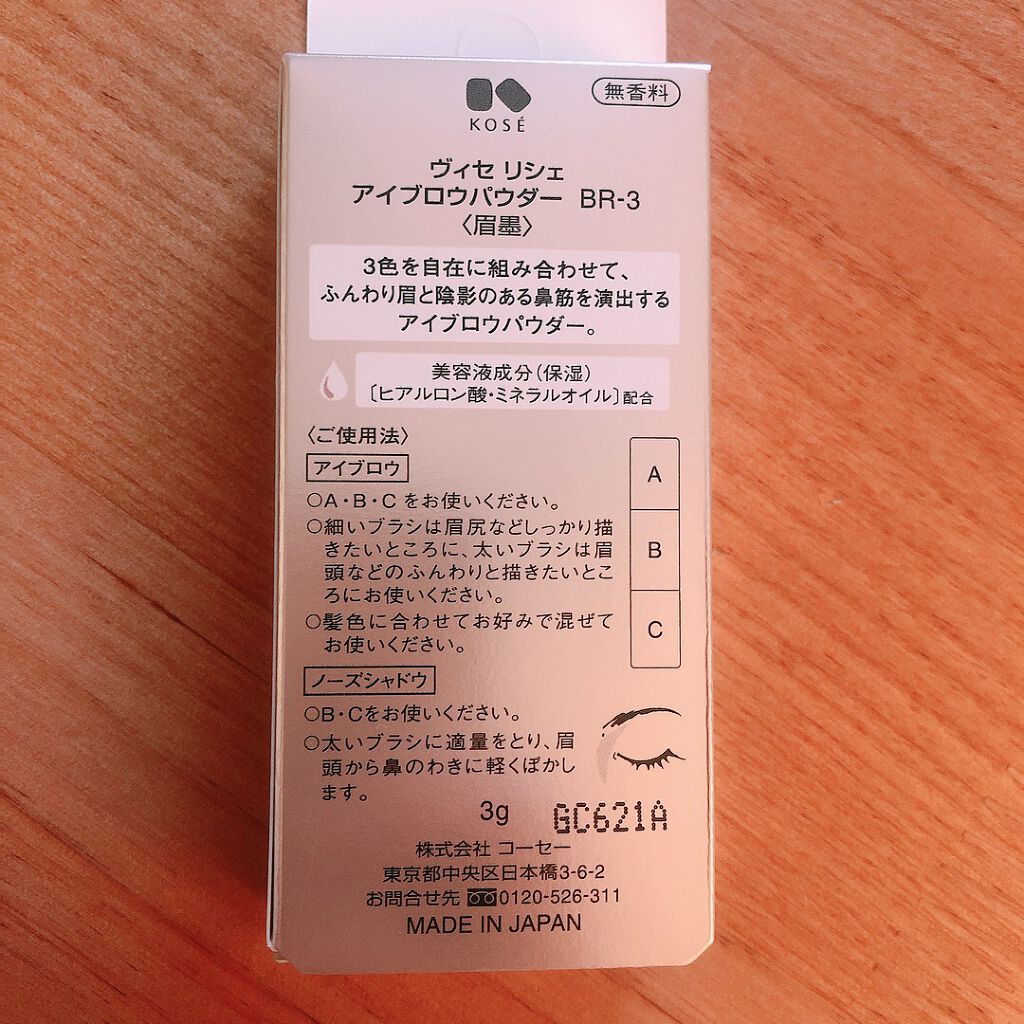 KOSÉ
無香料
ヴィセ リシェ
アイブロウパウダー BR-3
〈眉墨〉
3色を自在に組み合わせて、
ふんわり眉と陰影のある鼻筋を演出する
アイブロウパウダー。
美容液成分(保湿)
〔ヒアルロン酸・ミネラルオイル〕配合
〈ご使用法〉
アイブロウ
○A・B・C をお使いください。
○細いブラシは眉尻などしっかり描
きたいところに、太いブラシは眉
頭などのふんわりと描きたいとこ
ろにお使いください。
○髪色に合わせてお好みで混ぜて
お使いください。
A
B
C
ノーズシャドウ
○B・Cをお使いください。
○太いブラシに適量をとり、眉
頭から鼻のわきに軽くぼかし
ます。
3g
GC621A
株式会社 コーセー
東京都中央区日本橋3-6-2
お問合せ先 0120-526-311
MADE IN JAPAN